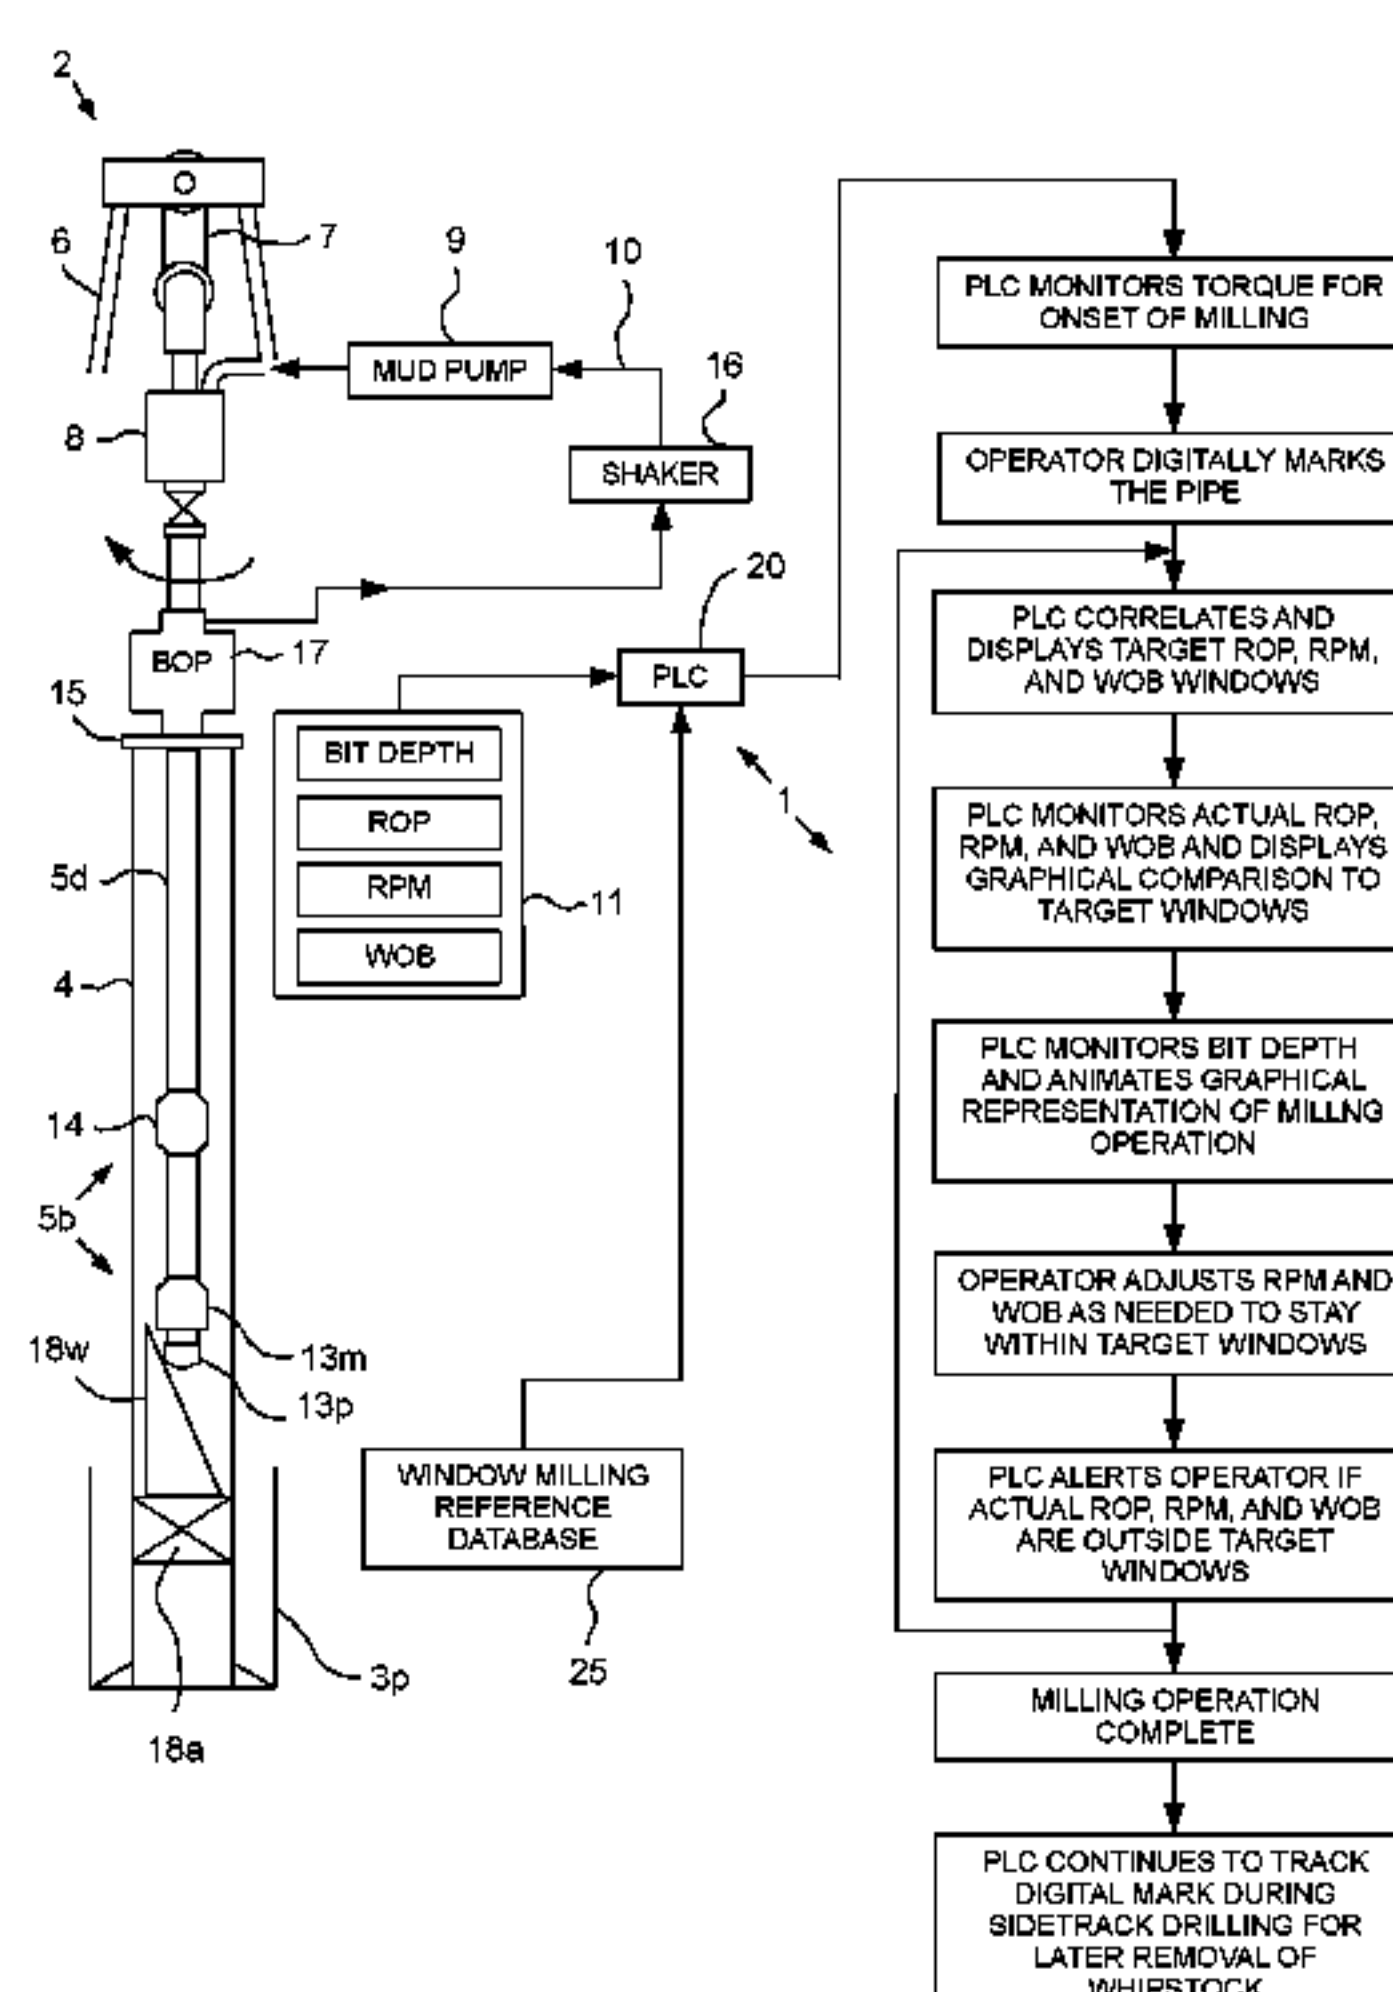 2
6
7
9
10
MUD PUMP
16
8
SHAKER
20
BOP
17
PLC
15
BIT DEPTH
1
ROP
5d
RPM
11
WOB
4
14
5b
18w
13m
13p
WINDOW MILLING
REFERENCE
DATABASE
25
3p
18a
PLC MONITORS TORQUE FOR
ONSET OF MILLING
OPERATOR DIGITALLY MARKS
THE PIPE
PLC CORRELATES AND
DISPLAYS TARGET ROP, RPM,
AND WOB WINDOWS
PLC MONITORS ACTUAL ROP,
RPM, AND WOB AND DISPLAYS
GRAPHICAL COMPARISON TO
TARGET WINDOWS
PLC MONITORS BIT DEPTH
AND ANIMATES GRAPHICAL
REPRESENTATION OF MILLNG
OPERATION
OPERATOR ADJUSTS RPM AND
WOB AS NEEDED TO STAY
WITHIN TARGET WINDOWS
PLC ALERTS OPERATOR IF
ACTUAL ROP, RPM, AND WOB
ARE OUTSIDE TARGET
WINDOWS
MILLING OPERATION
COMPLETE
PLC CONTINUES TO TRACK
DIGITAL MARK DURING
SIDETRACK DRILLING FOR
LATER REMOVAL OF
WHIPSTOCK